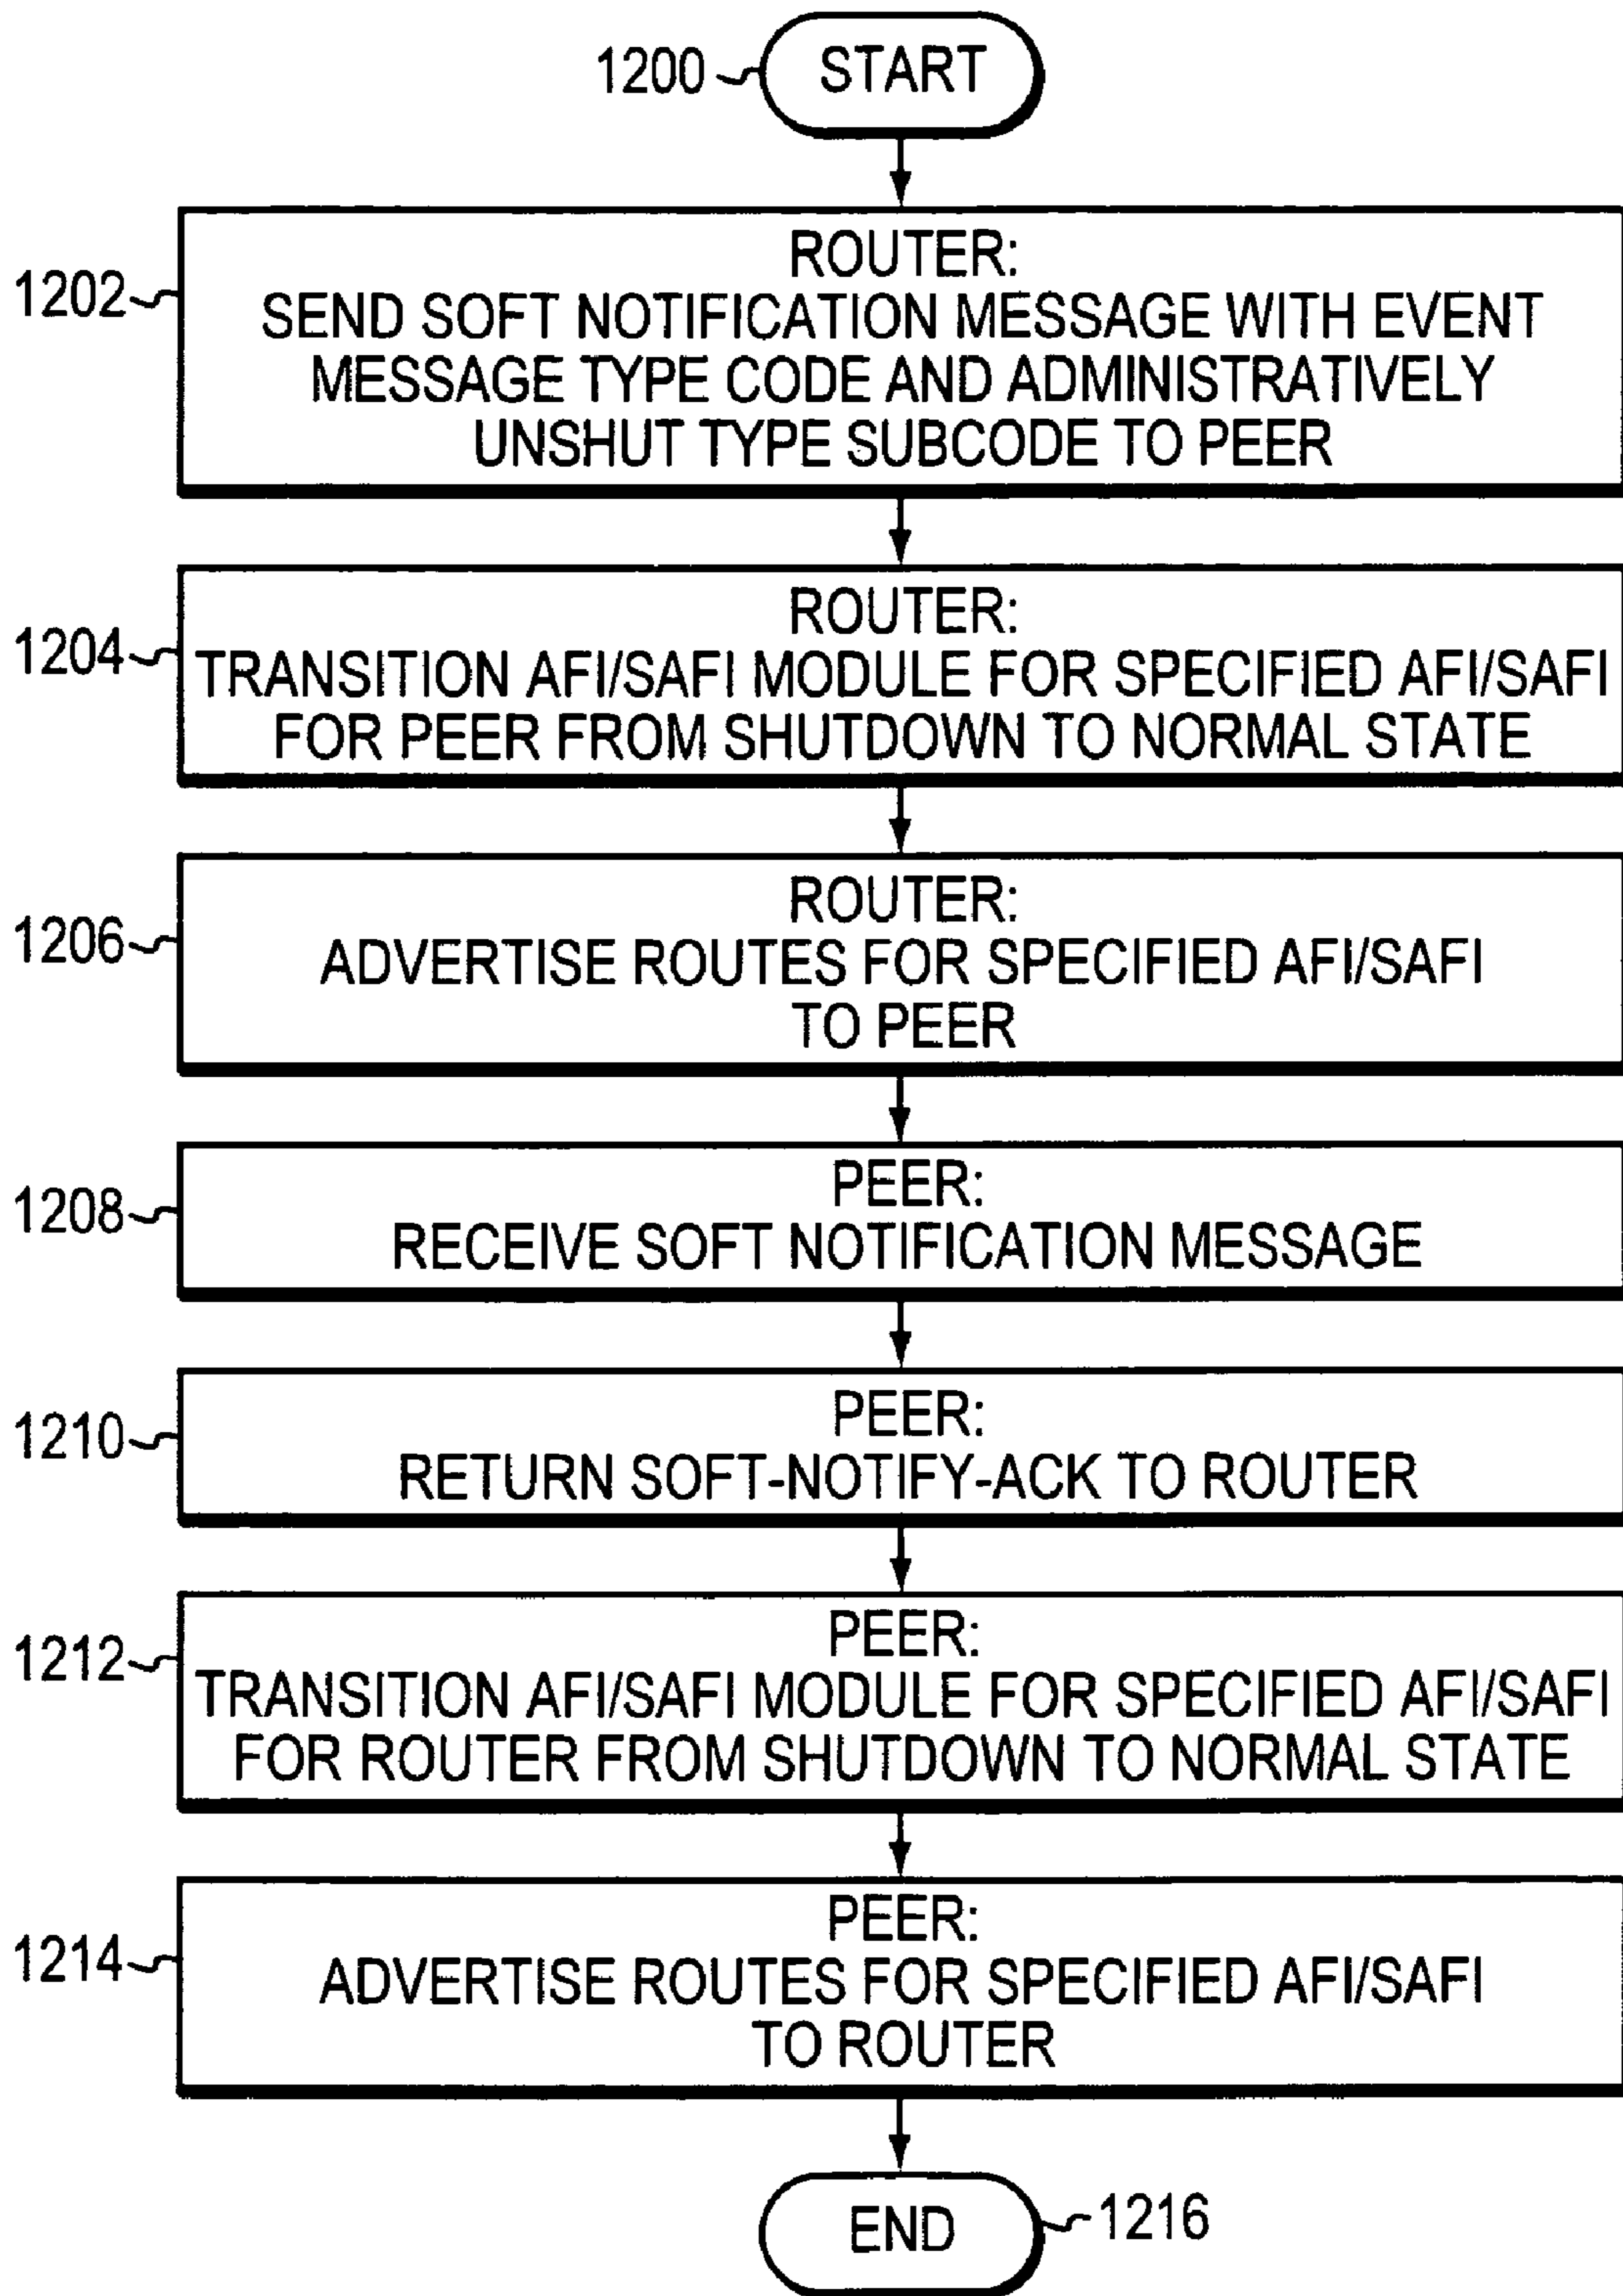 1200
START
1202
ROUTER:
SEND SOFT NOTIFICATION MESSAGE WITH EVENT
MESSAGE TYPE CODE AND ADMINISTRATIVELY
UNSHUT TYPE SUBCODE TO PEER
1204
ROUTER:
TRANSITION AFI/SAFI MODULE FOR SPECIFIED AFI/SAFI
FOR PEER FROM SHUTDOWN TO NORMAL STATE
1206
ROUTER:
ADVERTISE ROUTES FOR SPECIFIED AFI/SAFI
TO PEER
1208
PEER:
RECEIVE SOFT NOTIFICATION MESSAGE
1210
PEER:
RETURN SOFT-NOTIFY-ACK TO ROUTER
1212
PEER:
TRANSITION AFI/SAFI MODULE FOR SPECIFIED AFI/SAFI
FOR ROUTER FROM SHUTDOWN TO NORMAL STATE
1214
PEER:
ADVERTISE ROUTES FOR SPECIFIED AFI/SAFI
TO ROUTER
END
1216